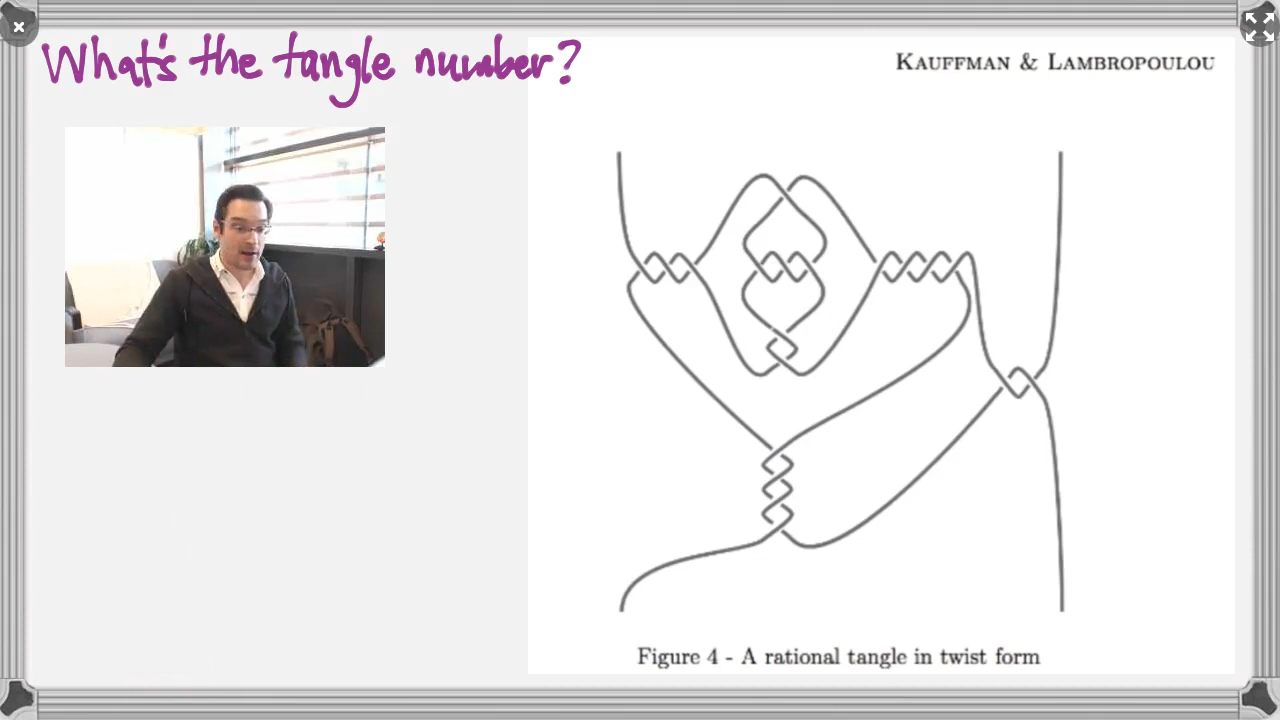 What's the tangle number?
KAUFFMAN & LAMBROPOULOU
Figure 4 - A rational tangle in twist form